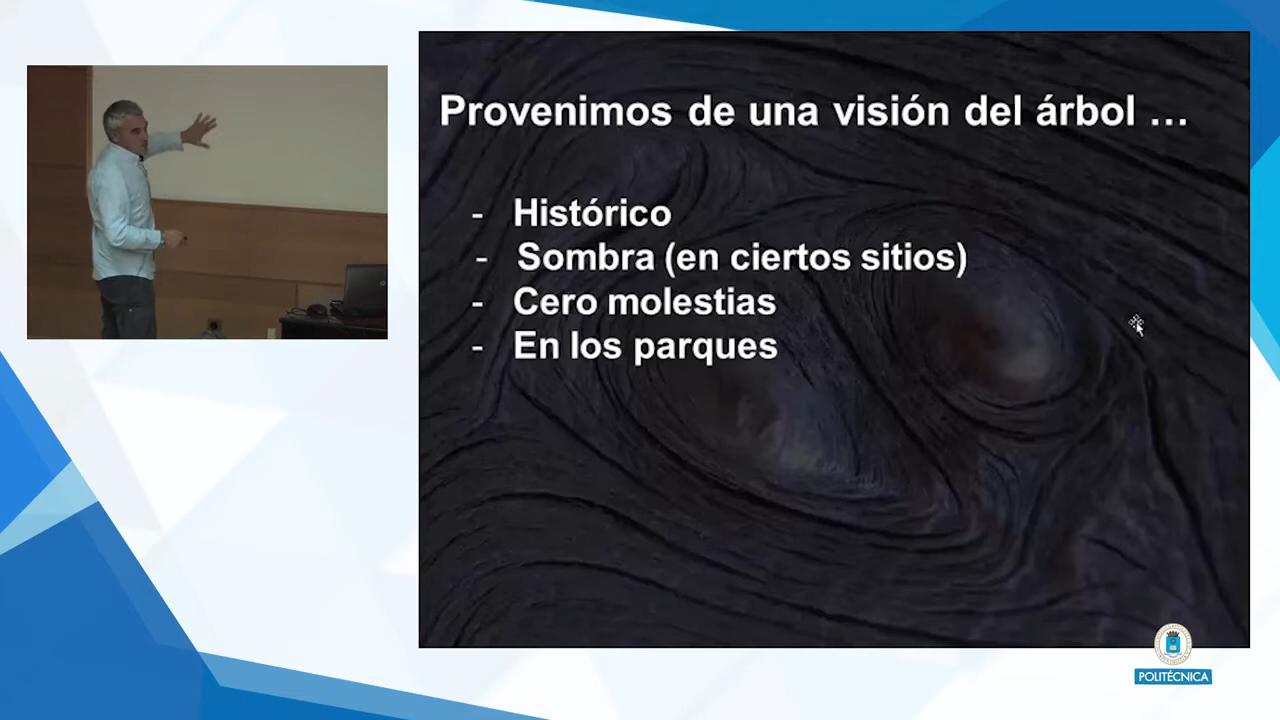 Provenimos de una visión del árbol ...
- Histórico
- Sombra (en ciertos sitios)
- Cero molestias
- En los parques
POLITÉCNICA